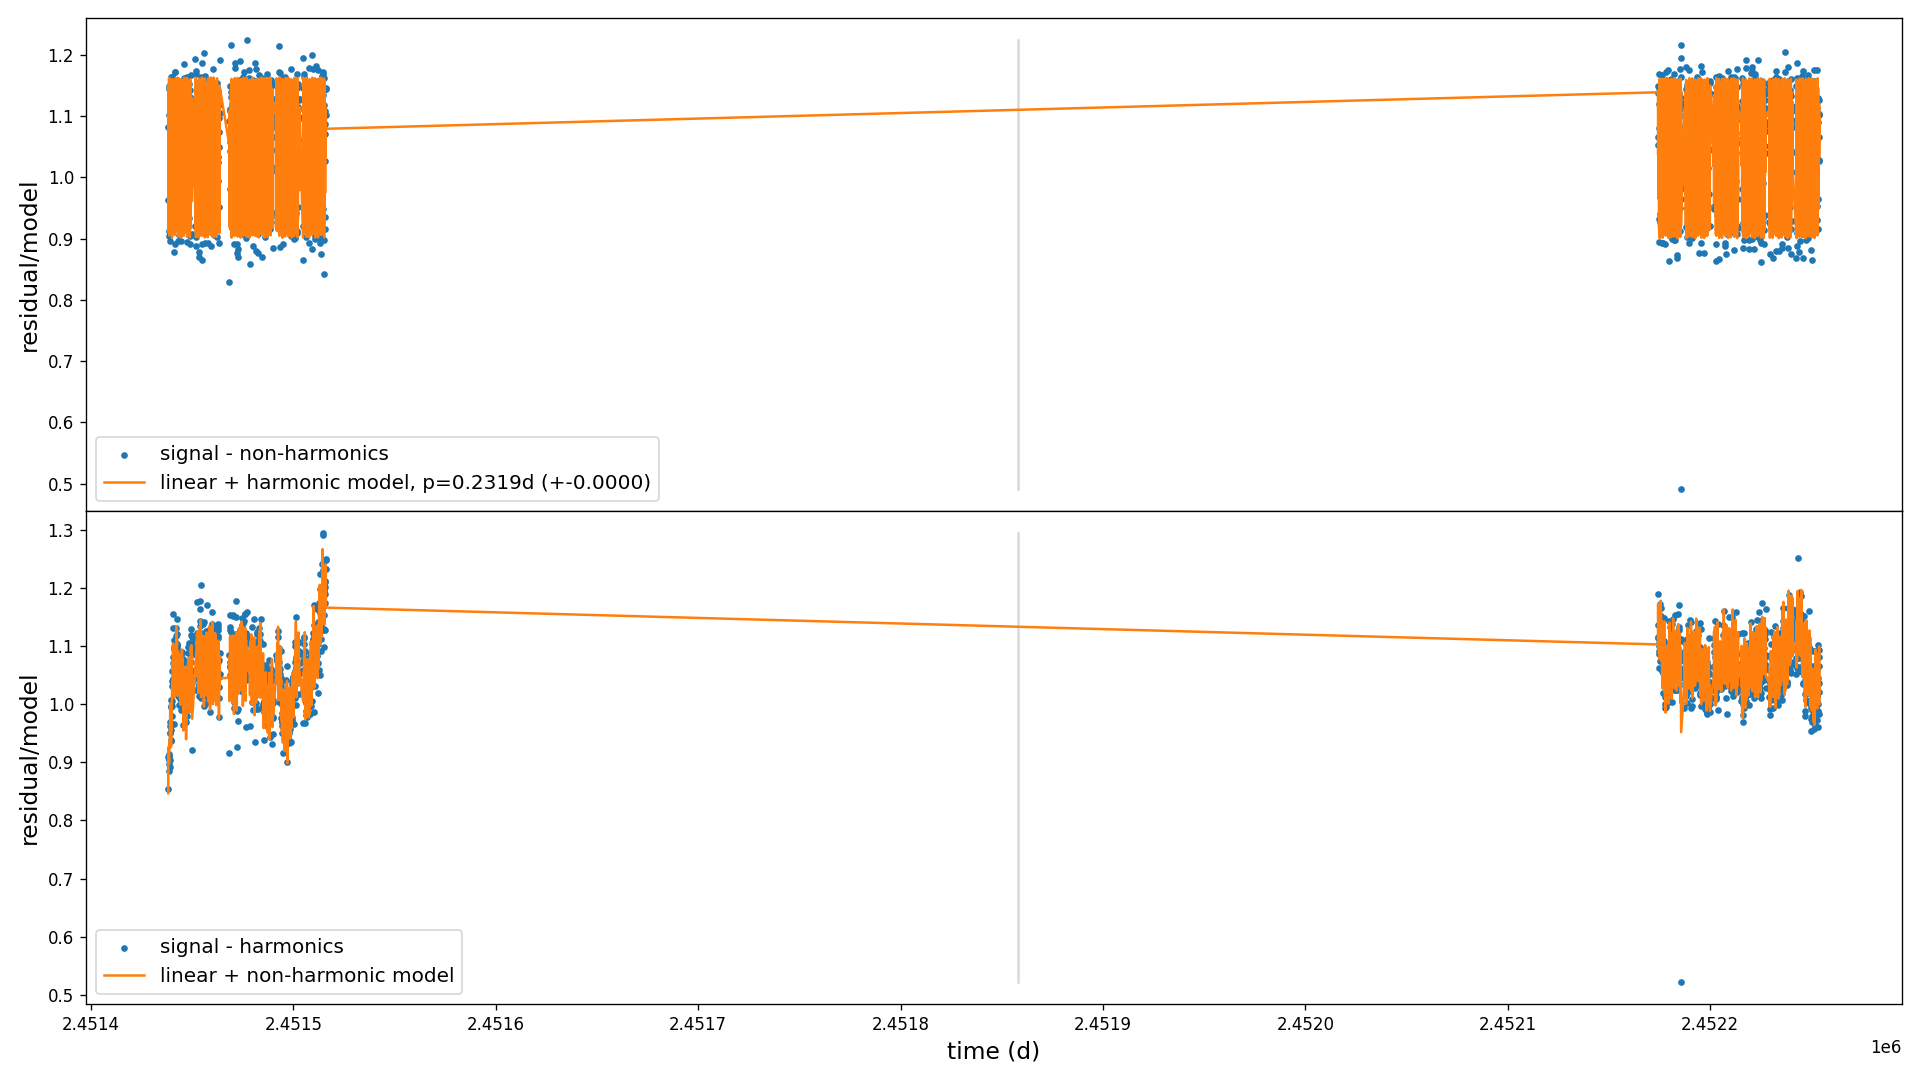 1.2
1.1
1.0
0.9
0.8
0.7
0.6
0.5
residual/model
signal - non-harmonics
linear + harmonic model, p=0.2319d (+-0.0000)
1.3
1.2
1.1
1.0
0.9
0.8
0.7
0.6
0.5
residual/model
signal - harmonics
linear + non-harmonic model
2.4514 2.4515 2.4516 2.4517 2.4518 2.4519 2.4520 2.4521 2.4522
1e6
time (d)